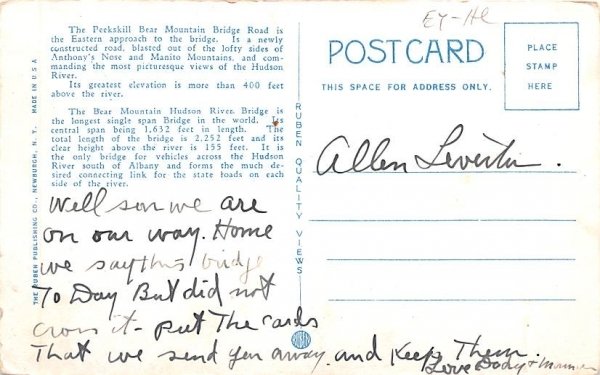 EY-HC
The Peekskill Bear Mountain Bridge Road is
the Eastern approach to the bridge. Is a newly
constructed road, blasted out of the lofty sides of
Anthony's Nose and Manito Mountains, and com-
manding the most picturesque views of the Hudson
River.
Its greatest elevation is more than 400 feet
above the river.
The Bear Mountain Hudson River Bridge is
the longest single span Bridge in the world. Its
central span being 1,632 feet in length. The
total length of the bridge is 2,252 feet and its
clear height above the river is 155 feet. It is
the only bridge for vehicles across the Hudson
River south of Albany and forms the much de-
sired connecting link for the state loads on each
side of the river.
THE RUBEN PUBLISHING CO., NEWBURGH, N. Y. MADE IN U S A
RUBEN QUALITY VIEWS
POSTCARD
THIS SPACE FOR ADDRESS ONLY.
PLACE
STAMP
HERE
Allen
Well son we are
on our way. Home
we say this bridge
To Day But did not
cross it - put The cards
That we send you away. and Keep Them.
Love Dady +
RUBEN